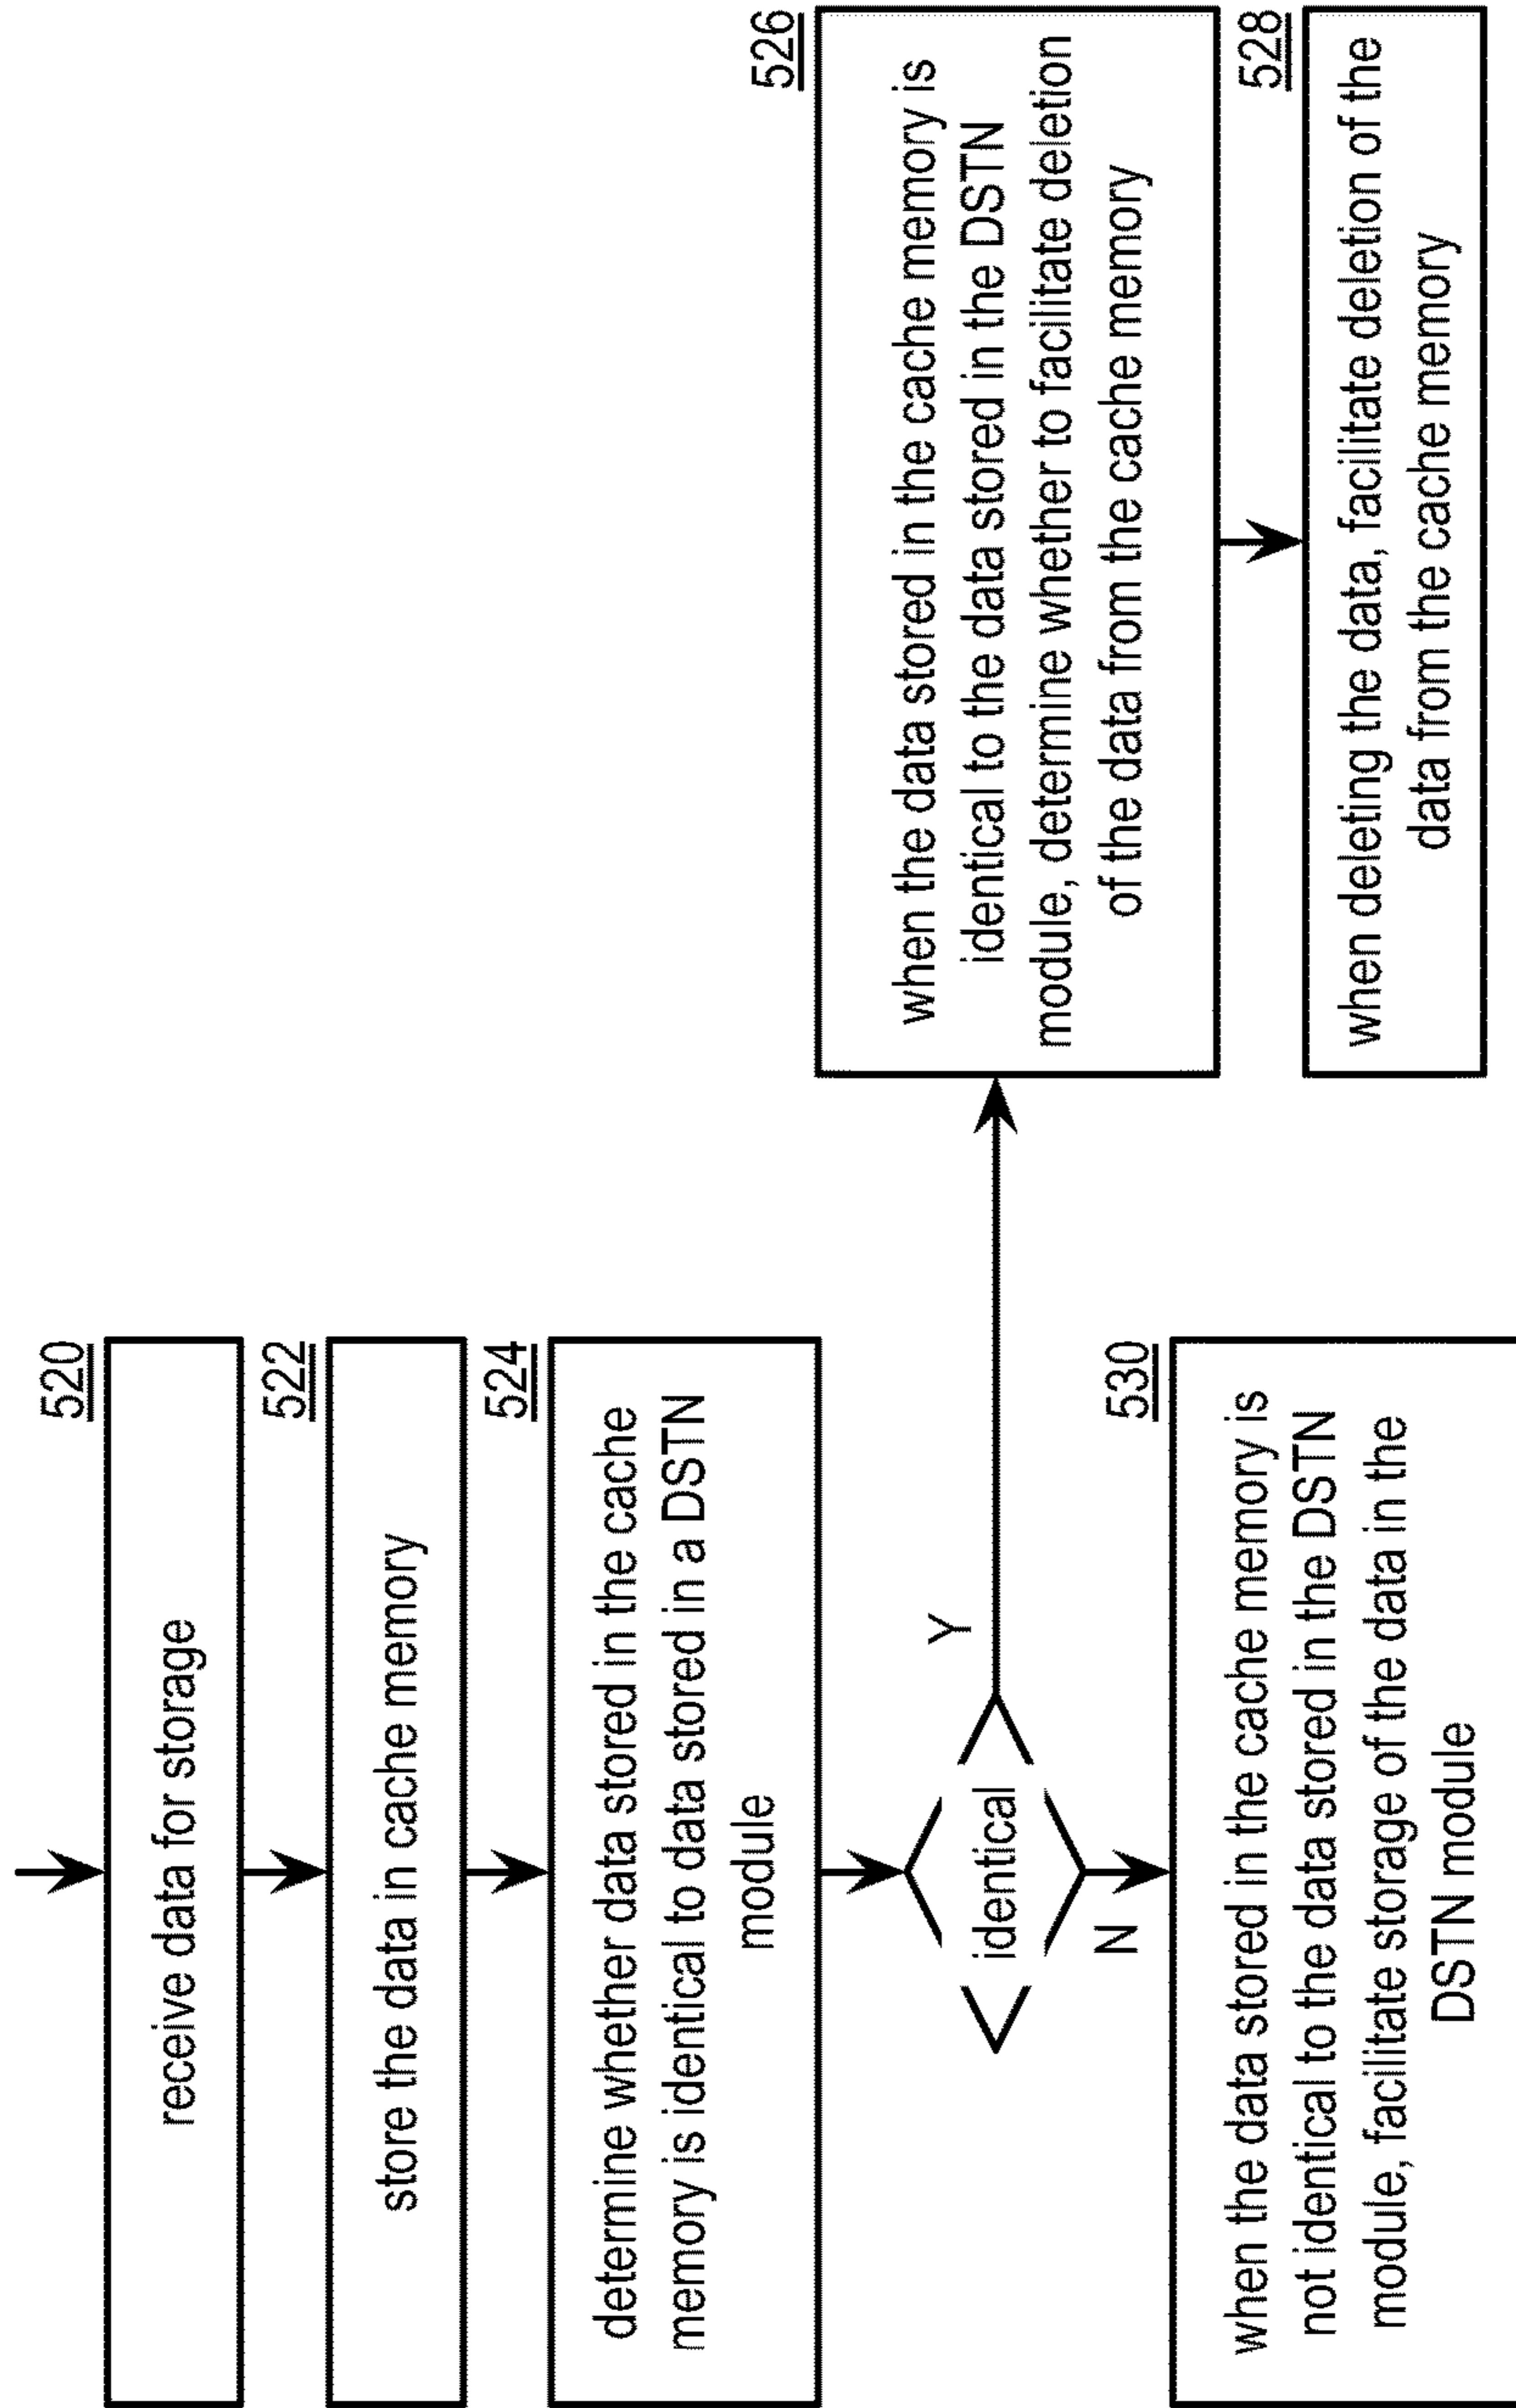 520
receive data for storage
522
store the data in cache memory
524
determine whether data stored in the cache
memory is identical to data stored in a DSTN
module
identical
Y
N
530
when the data stored in the cache memory is
not identical to the data stored in the DSTN
module, facilitate storage of the data in the
DSTN module
526
when the data stored in the cache memory is
identical to the data stored in the DSTN
module, determine whether to facilitate deletion
of the data from the cache memory
528
when deleting the data, facilitate deletion of the
data from the cache memory